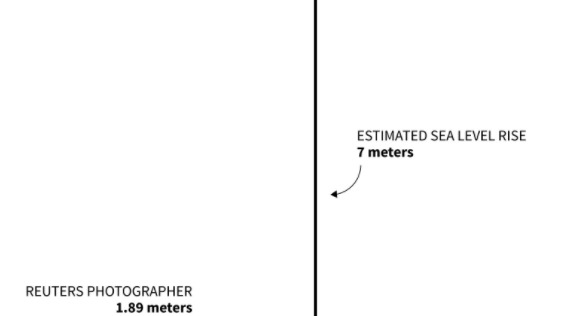 ESTIMATED SEA LEVEL RISE
7 meters
REUTERS PHOTOGRAPHER
1.89 meters